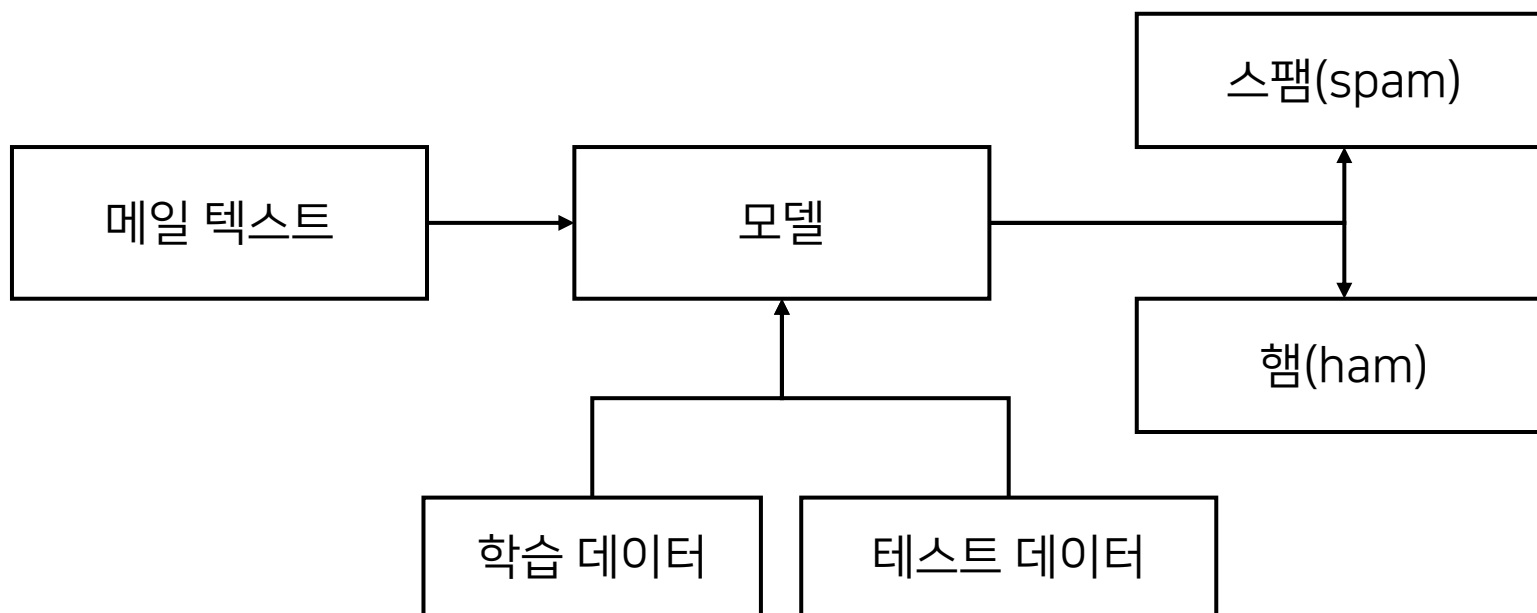 스팸(spam)
메일 텍스트
모델
햄(ham)
학습 데이터
테스트 데이터